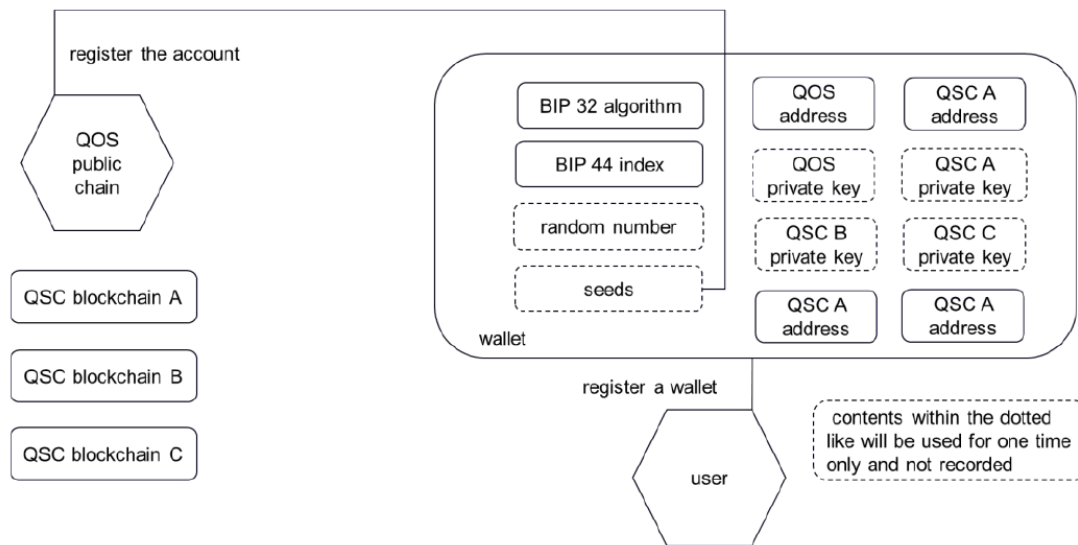 register the account
QOS
public
chain
QSC blockchain A
QSC blockchain B
QSC blockchain C
BIP 32 algorithm
BIP 44 index
random number
seeds
wallet
QOS
address
QSC A
address
QOS
private key
QSC A
private key
QSC B
private key
QSC C
private key
QSC A
address
QSC A
address
register a wallet
user
contents within the dotted
like will be used for one time
only and not recorded